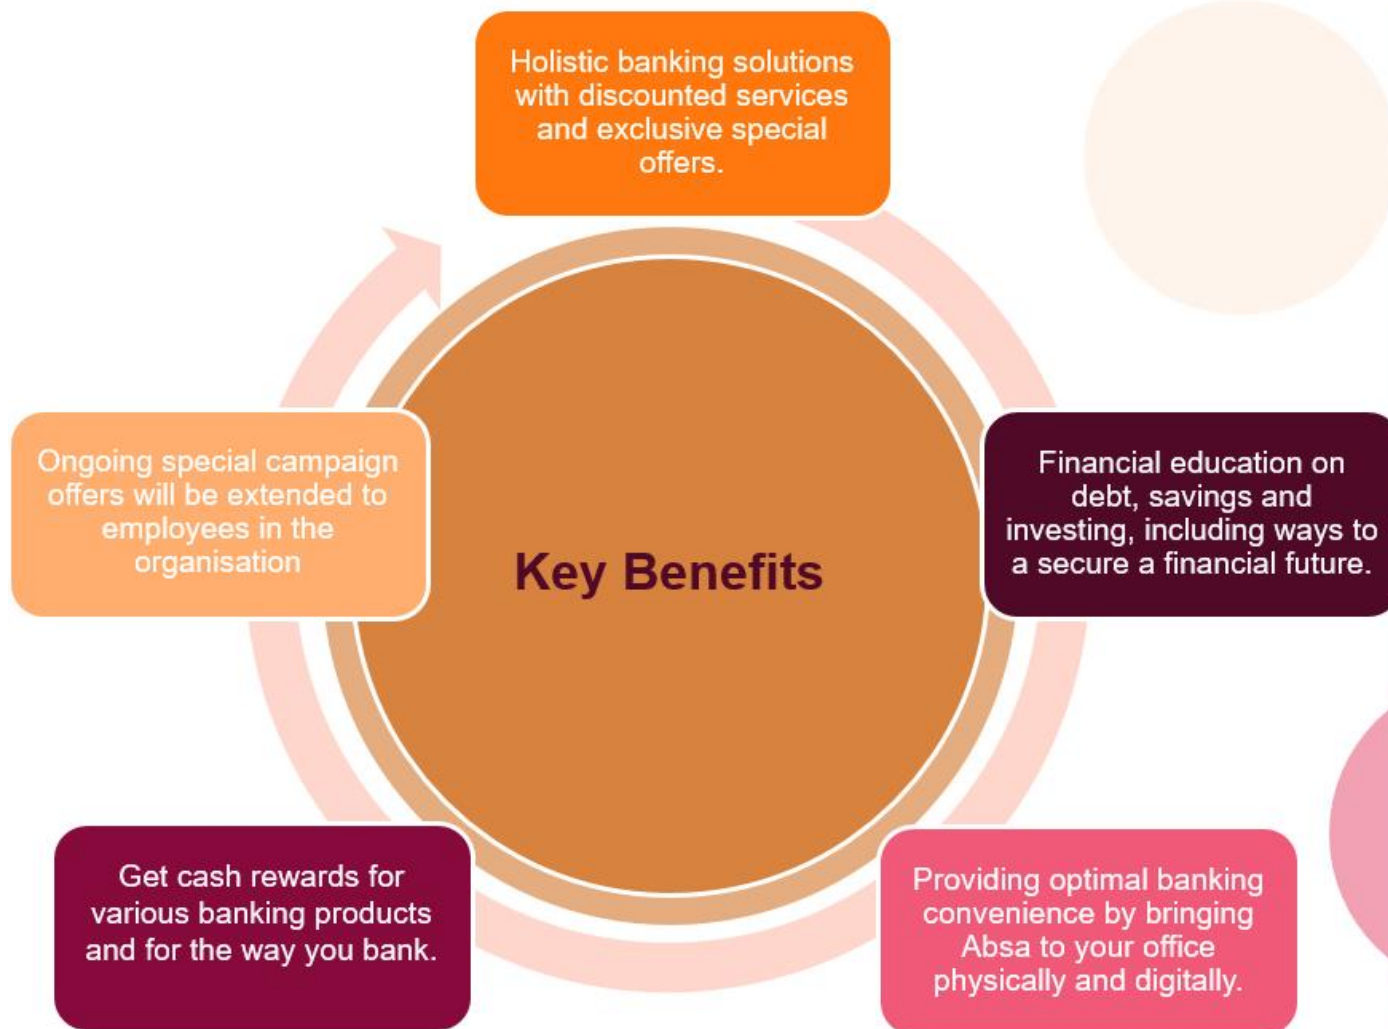 Holistic banking solutions
with discounted services
and exclusive special
offers.
Ongoing special campaign
offers will be extended to
employees in the
organisation
Key Benefits
Financial education on
debt, savings and
investing, including ways to
a secure a financial future.
Get cash rewards for
various banking products
and for the way you bank.
Providing optimal banking
convenience by bringing
Absa to your office
physically and digitally.